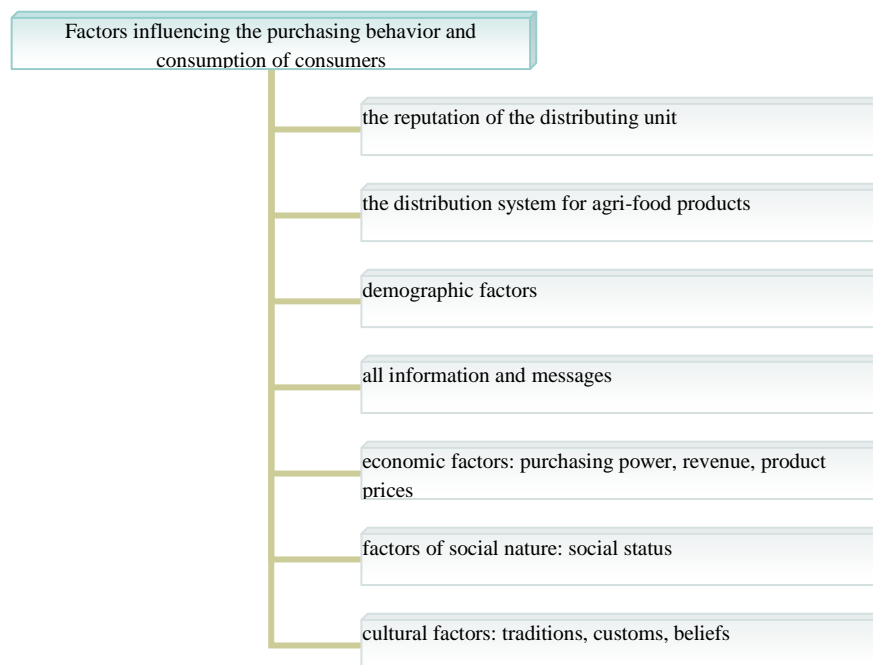 Factors influencing the purchasing behavior and
consumption of consumers
the reputation of the distributing unit
the distribution system for agri-food products
demographic factors
all information and messages
economic factors: purchasing power, revenue, product
prices
factors of social nature: social status
cultural factors: traditions, customs, beliefs